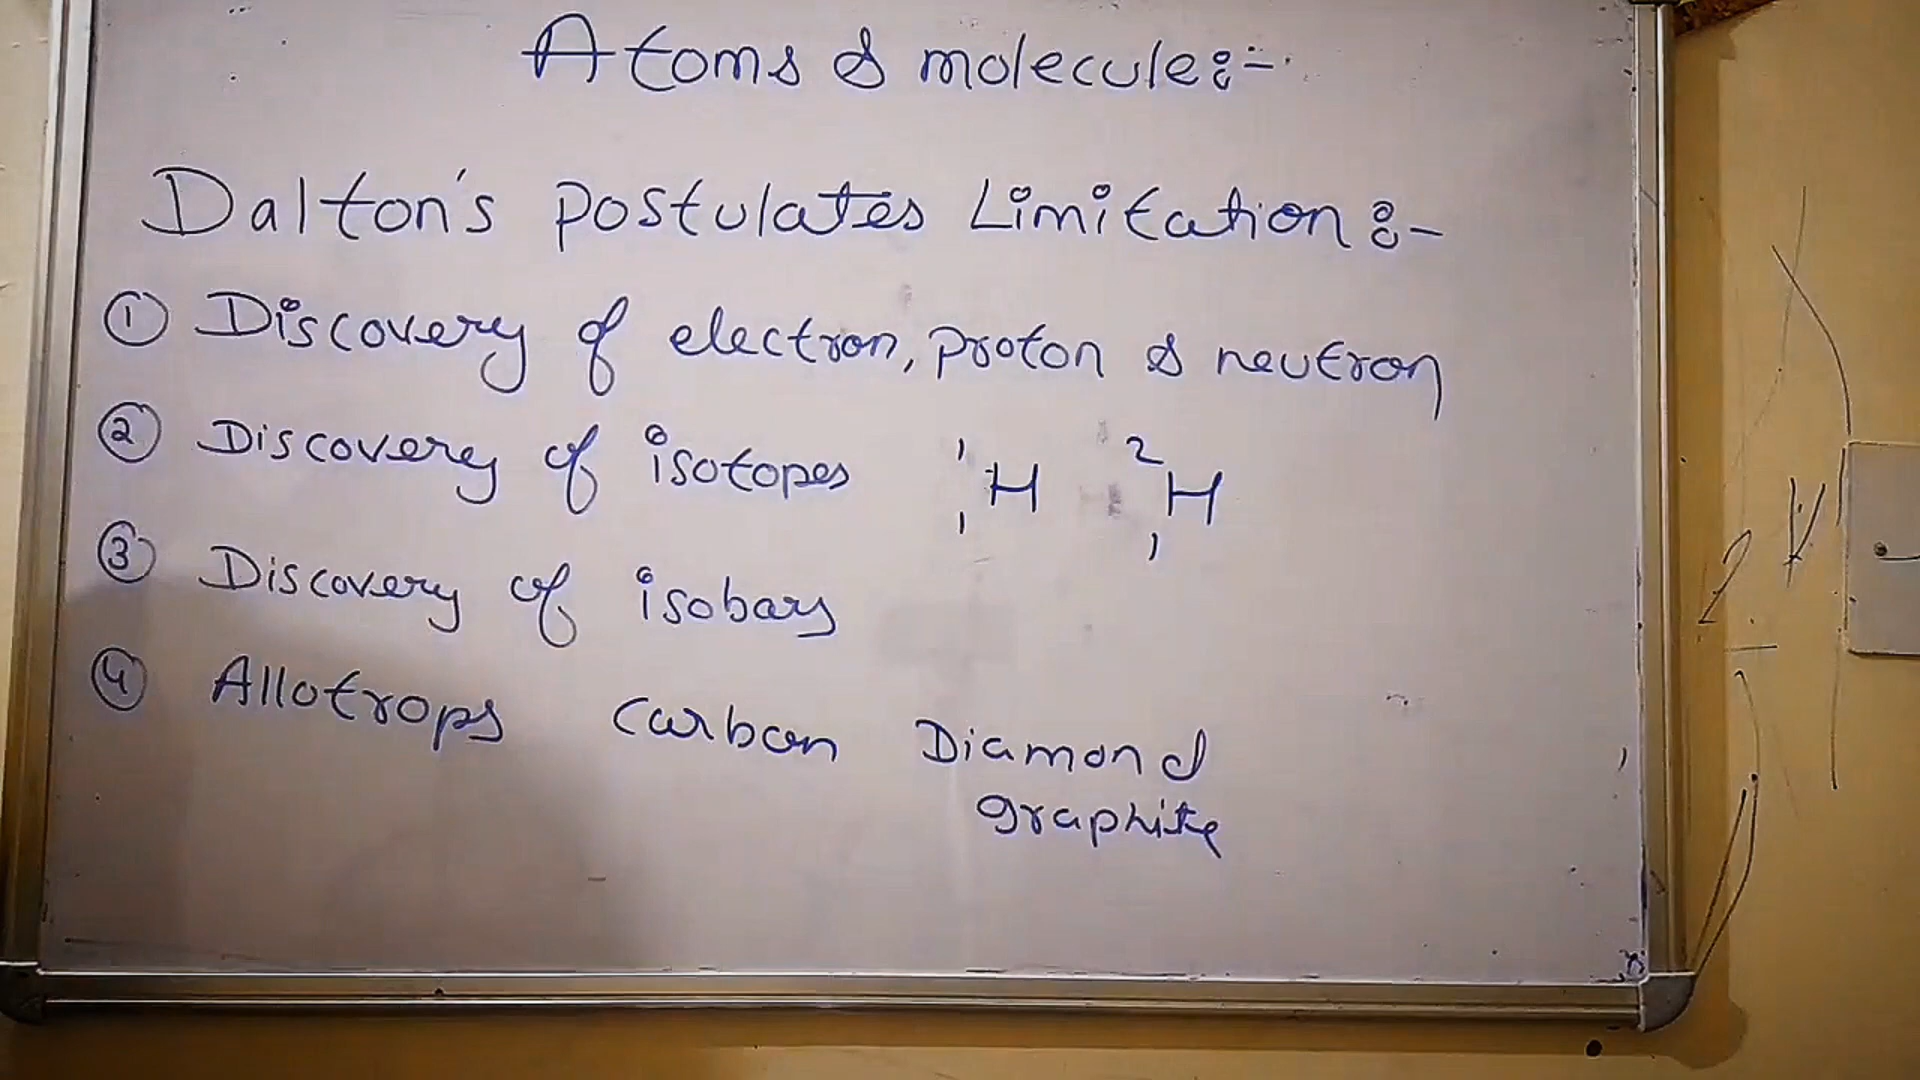 Atoms & molecule:-
Dalton's Postulates Limitation:-
① Discovery of electron, proton & neutron
② Discovery of isotopes ¹₁H ²₁H
③ Discovery of isobars
④ Allotrops Carbon Diamond
graphite